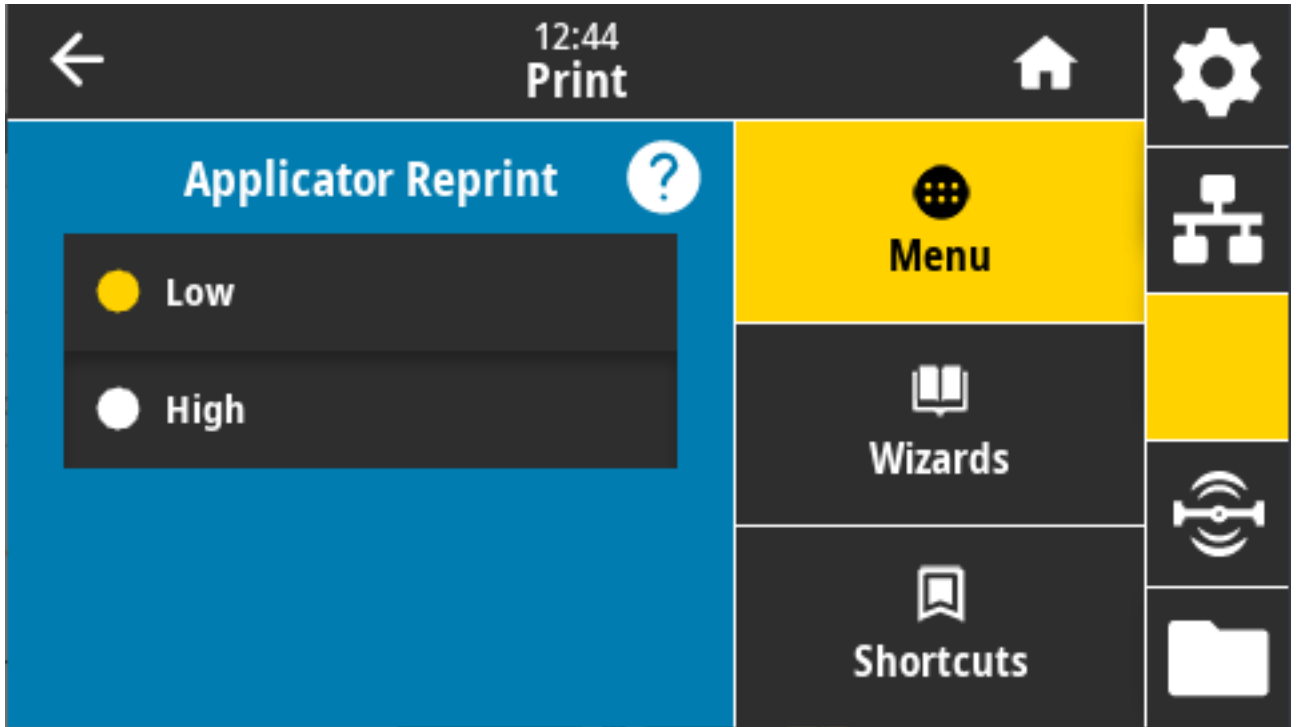 12:44
Print
Applicator Reprint
?
Low
High
Menu
Wizards
Shortcuts